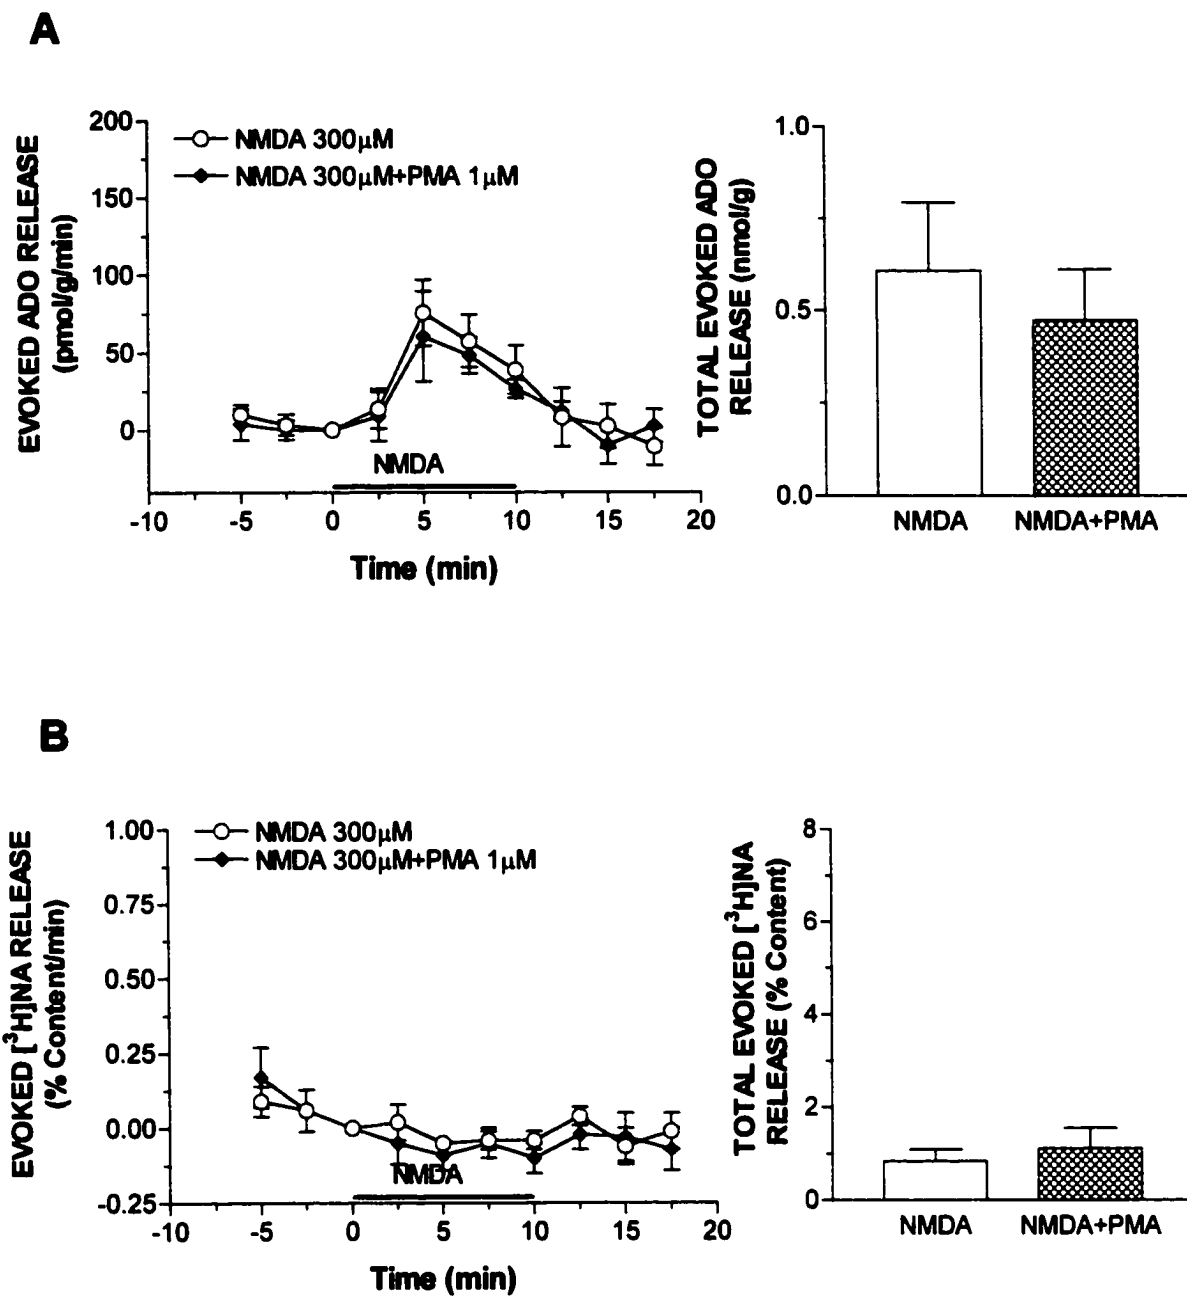 A
EVOKED ADO RELEASE
(pmol/g/min)
200
150
100
50
0
NMDA 300µM
NMDA 300µM+PMA 1µM
NMDA
-10 -5 0 5 10 15 20
Time (min)
TOTAL EVOKED ADO
RELEASE (nmol/g)
1.0
0.5
0.0
NMDA NMDA+PMA
B
EVOKED [³H]NA RELEASE
(% Content/min)
1.00
0.75
0.50
0.25
0.00
-0.25
NMDA 300µM
NMDA 300µM+PMA 1µM
NMDA
-10 -5 0 5 10 15 20
Time (min)
TOTAL EVOKED [³H]NA
RELEASE (% Content)
8
6
4
2
0
NMDA NMDA+PMA